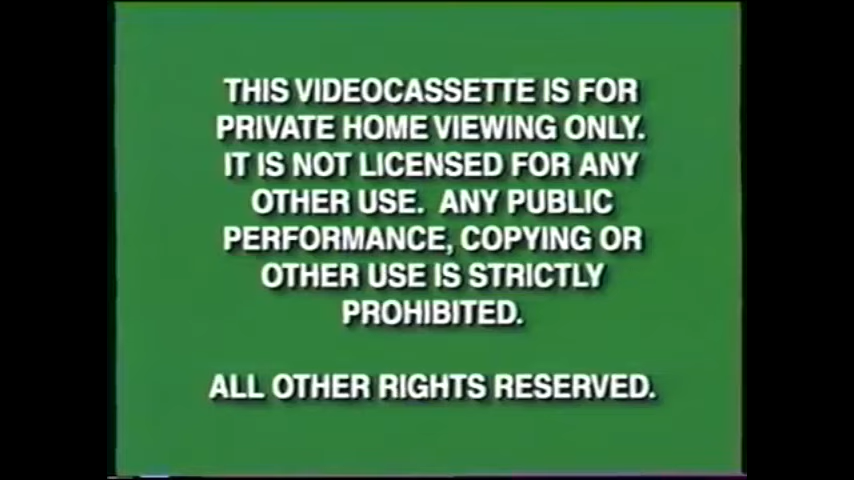 THIS VIDEOCASSETTE IS FOR
PRIVATE HOME VIEWING ONLY.
IT IS NOT LICENSED FOR ANY
OTHER USE.  ANY PUBLIC
PERFORMANCE, COPYING OR
OTHER USE IS STRICTLY
PROHIBITED.
ALL OTHER RIGHTS RESERVED.